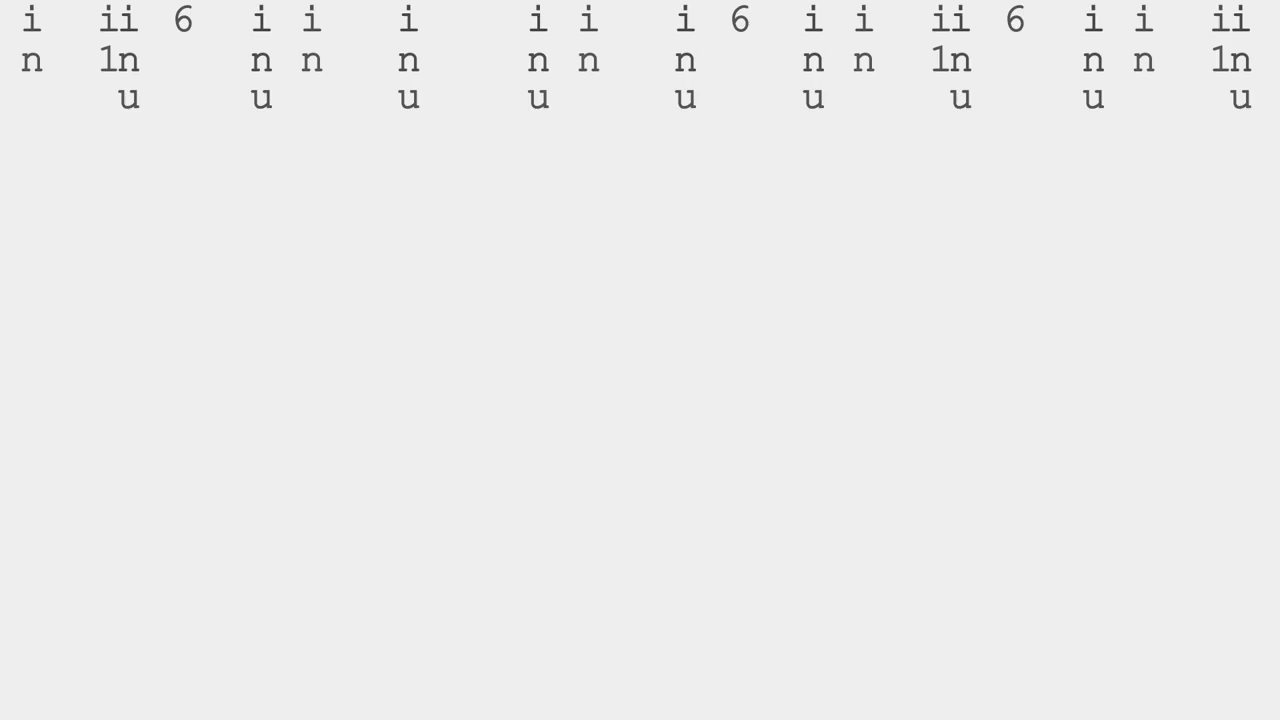 i ii 6 i i i i i i 6 i i ii 6 i i ii
n 1n n n n n n n n n 1n n n 1n
u u u u u u u u u